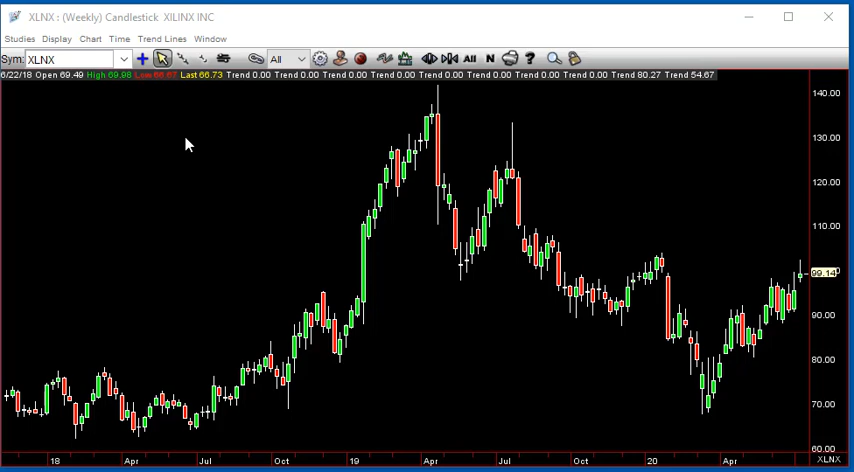 XLNX : (Weekly) Candlestick XILINX INC
Studies Display Chart Time Trend Lines Window
Sym: XLNX All All N ?
6/22/18 Open 69.49 High 69.98 Low 66.67 Last 66.73 Trend 0.00 Trend 0.00 Trend 0.00 Trend 0.00 Trend 0.00 Trend 0.00 Trend 0.00 Trend 80.27 Trend 54.67
140.00
130.00
120.00
110.00
99.14
90.00
80.00
70.00
60.00
18 Apr Jul Oct 19 Apr Jul Oct 20 Apr XLNX